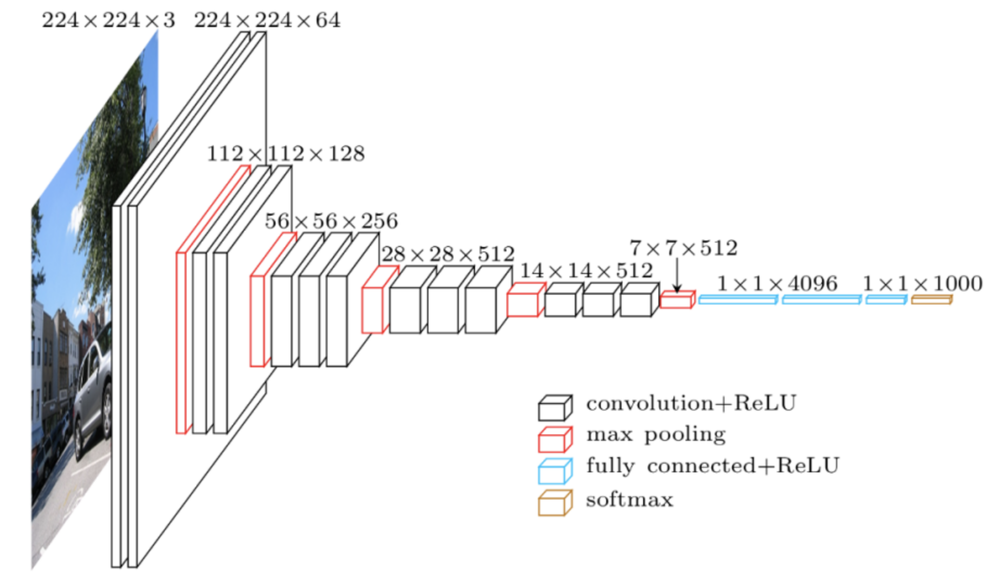 224×224×3
224×224×64
112×112×128
56×56×256
28×28×512
14×14×512
7×7×512
1×1×4096
1×1×1000
convolution+ReLU
max pooling
fully connected+ReLU
softmax